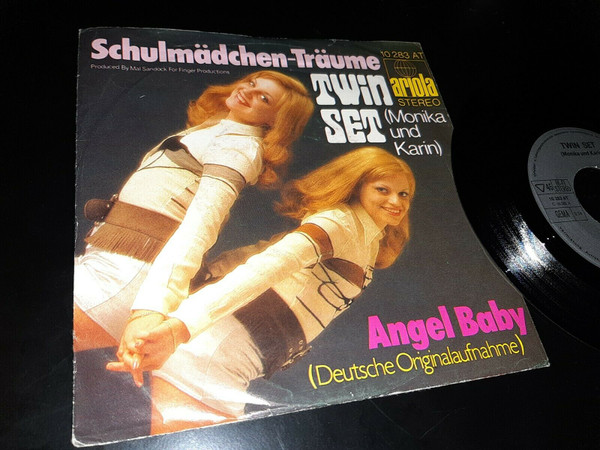 Schulmädchen-Träume
Produced By Mal Sandock For Finger Productions
10 283 AT
ariola
STEREO
TWiN
SET
(Monika
und
Karin)
Angel Baby
(Deutsche Originalaufnahme)
TWIN SET
(Monika und Karin
GEMA